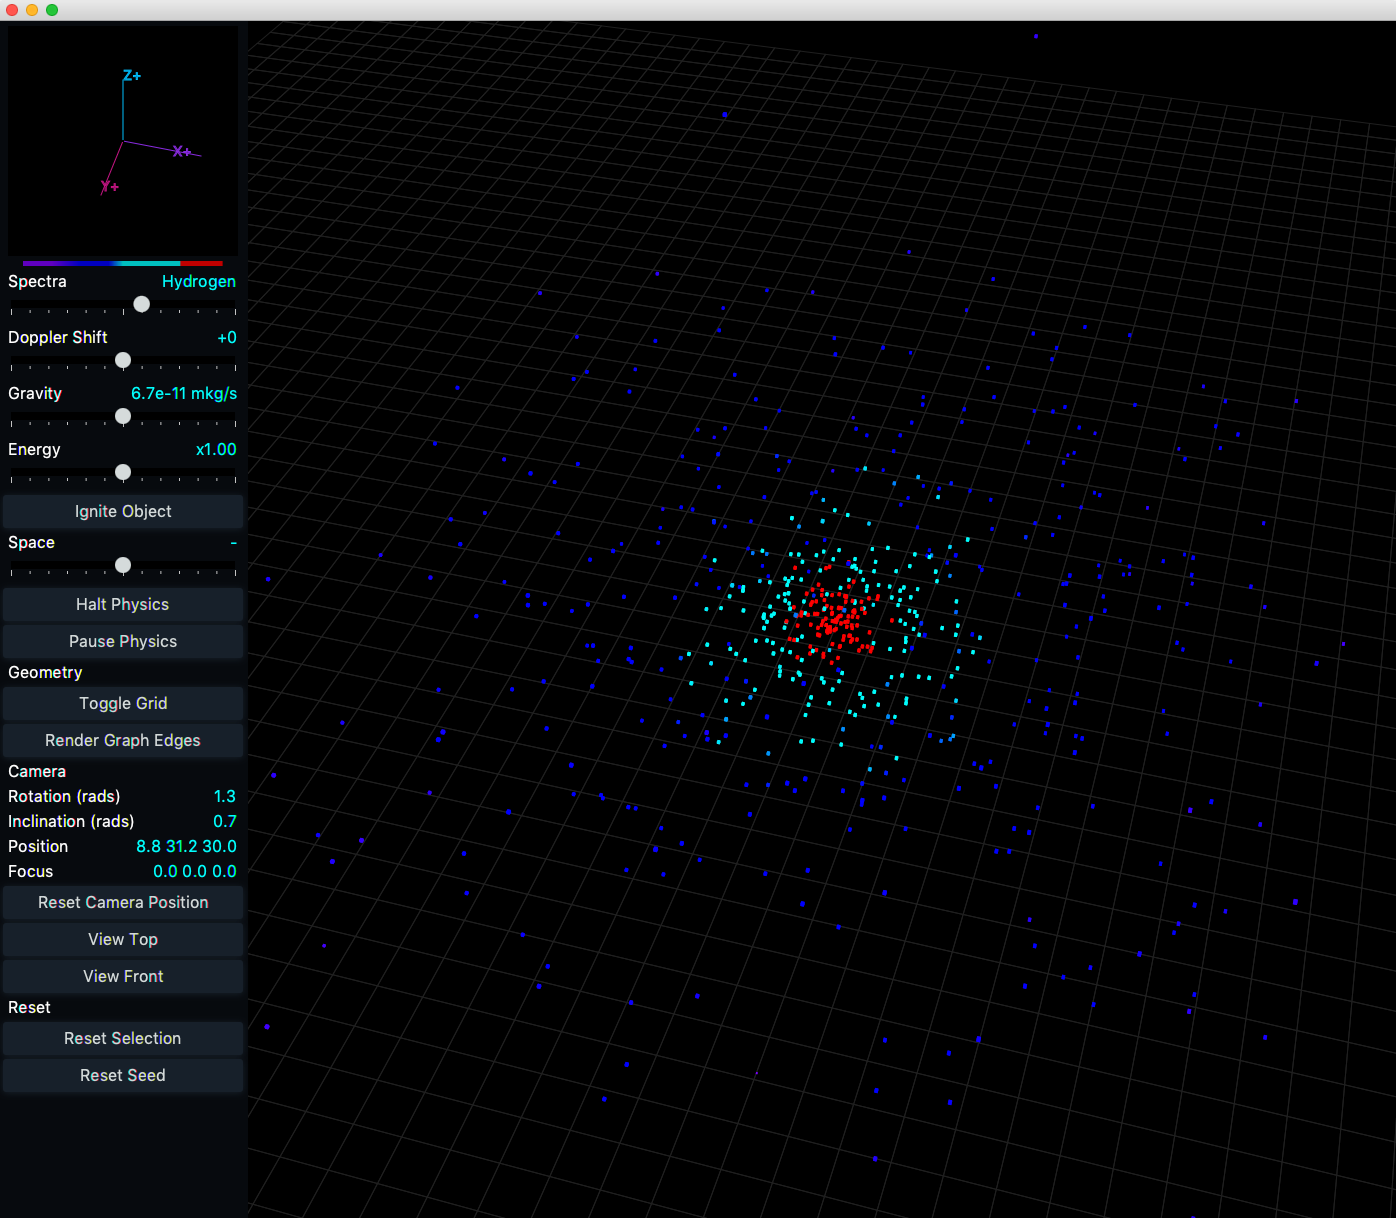 Z+
X+
Y+
Spectra Hydrogen
Doppler Shift +0
Gravity 6.7e-11 mkg/s
Energy x1.00
Ignite Object
Space -
Halt Physics
Pause Physics
Geometry
Toggle Grid
Render Graph Edges
Camera
Rotation (rads) 1.3
Inclination (rads) 0.7
Position 8.8 31.2 30.0
Focus 0.0 0.0 0.0
Reset Camera Position
View Top
View Front
Reset
Reset Selection
Reset Seed